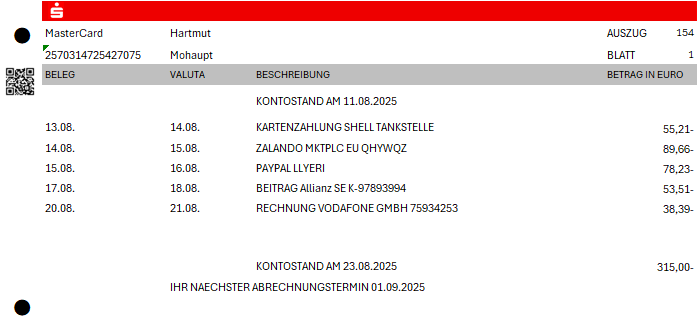 MasterCard Hartmut AUSZUG 154
2570314725427075 Mohaupt BLATT 1
BELEG VALUTA BESCHREIBUNG BETRAG IN EURO
KONTOSTAND AM 11.08.2025
13.08. 14.08. KARTENZAHLUNG SHELL TANKSTELLE 55,21-
14.08. 15.08. ZALANDO MKTPLC EU QHYWQZ 89,66-
15.08. 16.08. PAYPAL LLYERI 78,23-
17.08. 18.08. BEITRAG Allianz SE K-97893994 53,51-
20.08. 21.08. RECHNUNG VODAFONE GMBH 75934253 38,39-
KONTOSTAND AM 23.08.2025 315,00-
IHR NAECHSTER ABRECHNUNGSTERMIN 01.09.2025